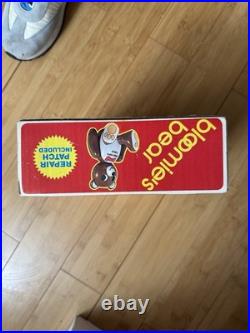 bloomie's
bear
REPAIR
PATCH
INCLUDED